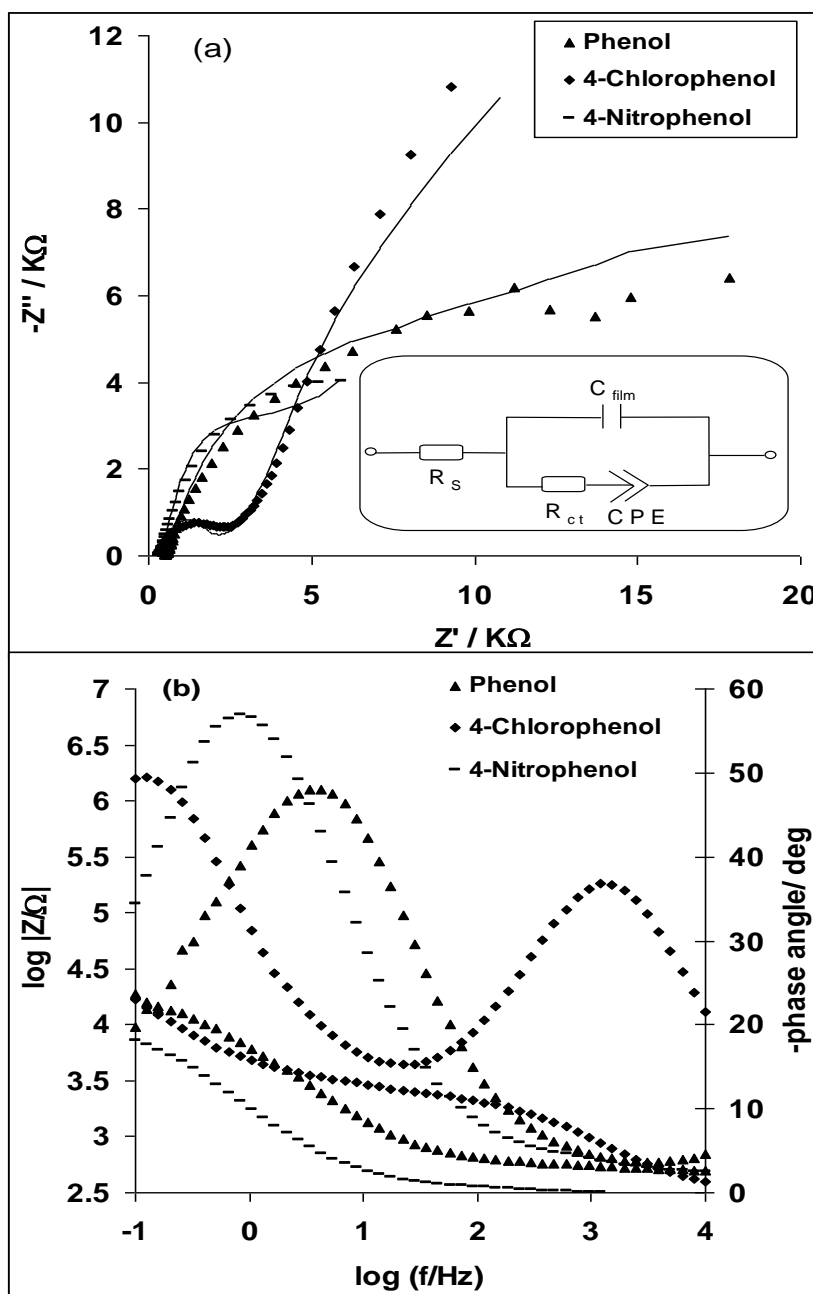 (a)
Phenol
4-Chlorophenol
4-Nitrophenol
12
10
8
6
4
2
0
-Z'' / KΩ
0 5 10 15 20
Z' / KΩ
C film
R S
R ct C P E
(b)
Phenol
4-Chlorophenol
4-Nitrophenol
7
6.5
6
5.5
5
4.5
4
3.5
3
2.5
log |Z/Ω|
60
50
40
30
20
10
0
-phase angle/ deg
-1 0 1 2 3 4
log (f/Hz)